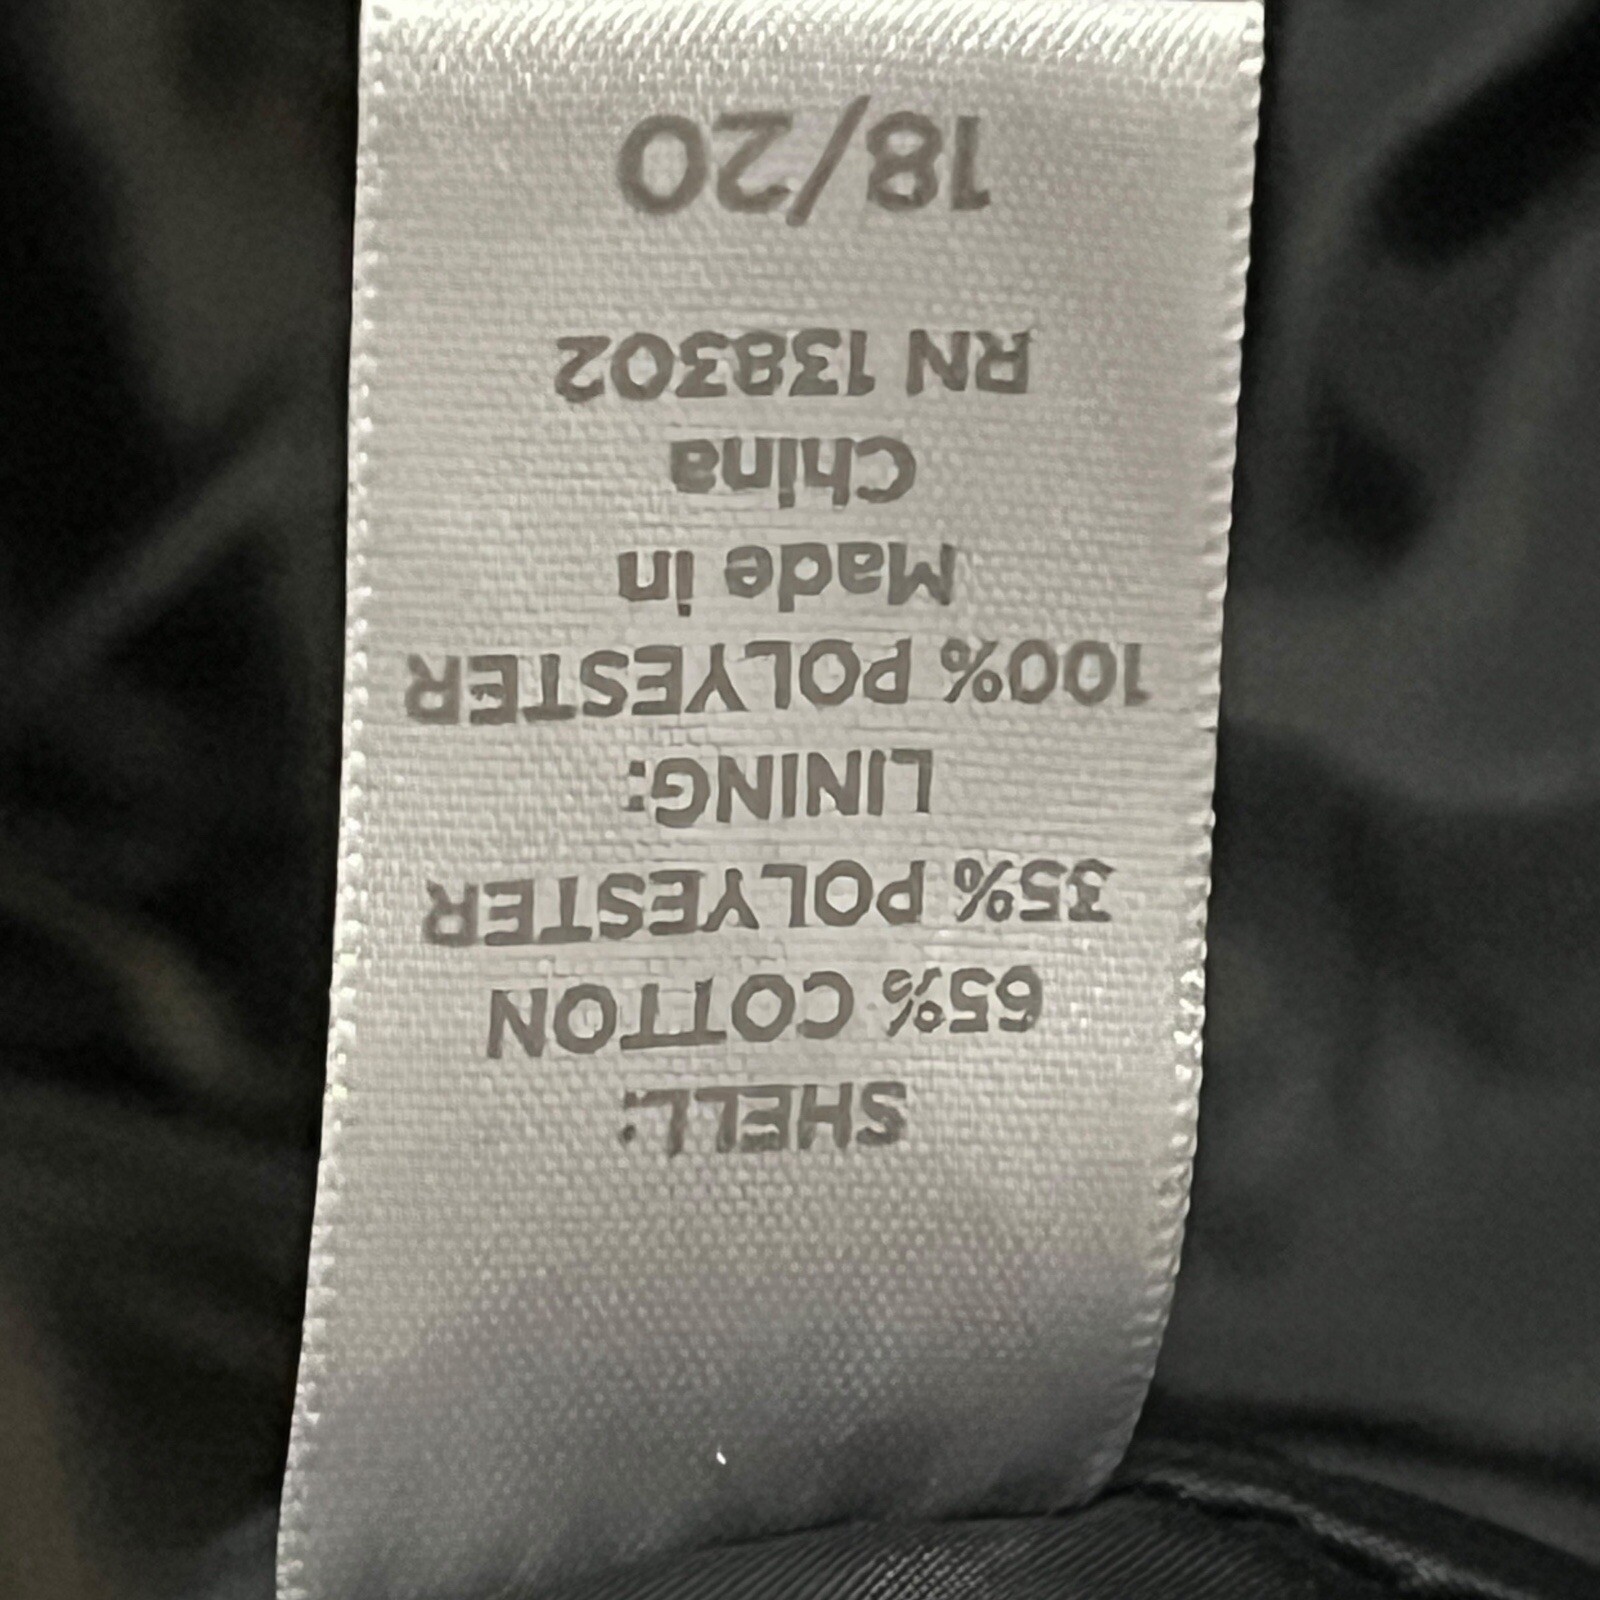 SHELL:
65% COTTON
35% POLYESTER
LINING:
100% POLYESTER
Made in
China
RN 138302
18/20